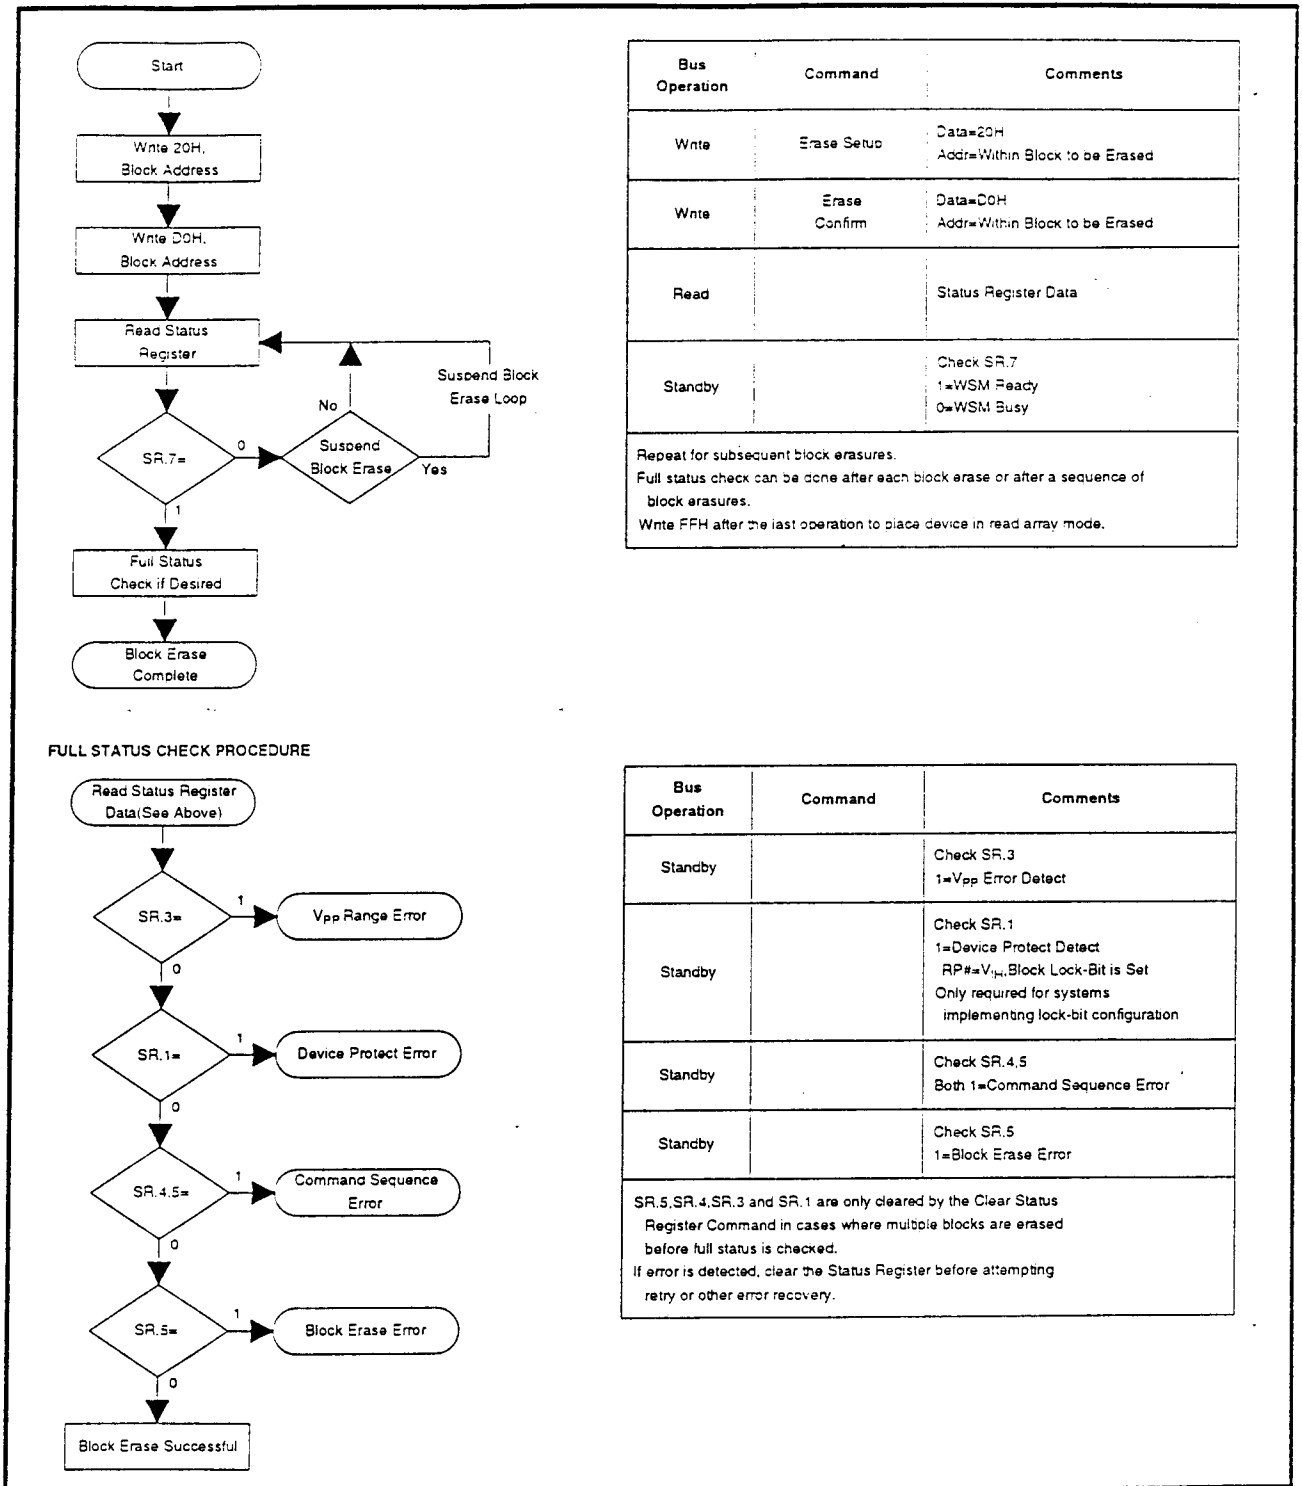 Start
Write 20H,
Block Address
Write D0H,
Block Address
Read Status
Register
Suspend Block
Erase Loop
No
SR.7=
0
Suspend
Block Erase
Yes
1
Full Status
Check if Desired
Block Erase
Complete
Bus
Operation
Command
Comments
Write
Erase Setup
Data=20H
Addr=Within Block to be Erased
Write
Erase
Confirm
Data=D0H
Addr=Within Block to be Erased
Read
Status Register Data
Standby
Check SR.7
1=WSM Ready
0=WSM Busy
Repeat for subsequent block erasures.
Full status check can be done after each block erase or after a sequence of
block erasures.
Write FFH after the last operation to place device in read array mode.
FULL STATUS CHECK PROCEDURE
Read Status Register
Data(See Above)
SR.3=
1
VPP Range Error
0
SR.1=
1
Device Protect Error
0
SR.4,5=
1
Command Sequence
Error
0
SR.5=
1
Block Erase Error
0
Block Erase Successful
Bus
Operation
Command
Comments
Standby
Check SR.3
1=VPP Error Detect
Standby
Check SR.1
1=Device Protect Detect
RP#=VIH,Block Lock-Bit is Set
Only required for systems
implementing lock-bit configuration
Standby
Check SR.4,5
Both 1=Command Sequence Error
Standby
Check SR.5
1=Block Erase Error
SR.5,SR.4,SR.3 and SR.1 are only cleared by the Clear Status
Register Command in cases where multiple blocks are erased
before full status is checked.
If error is detected, clear the Status Register before attempting
retry or other error recovery.